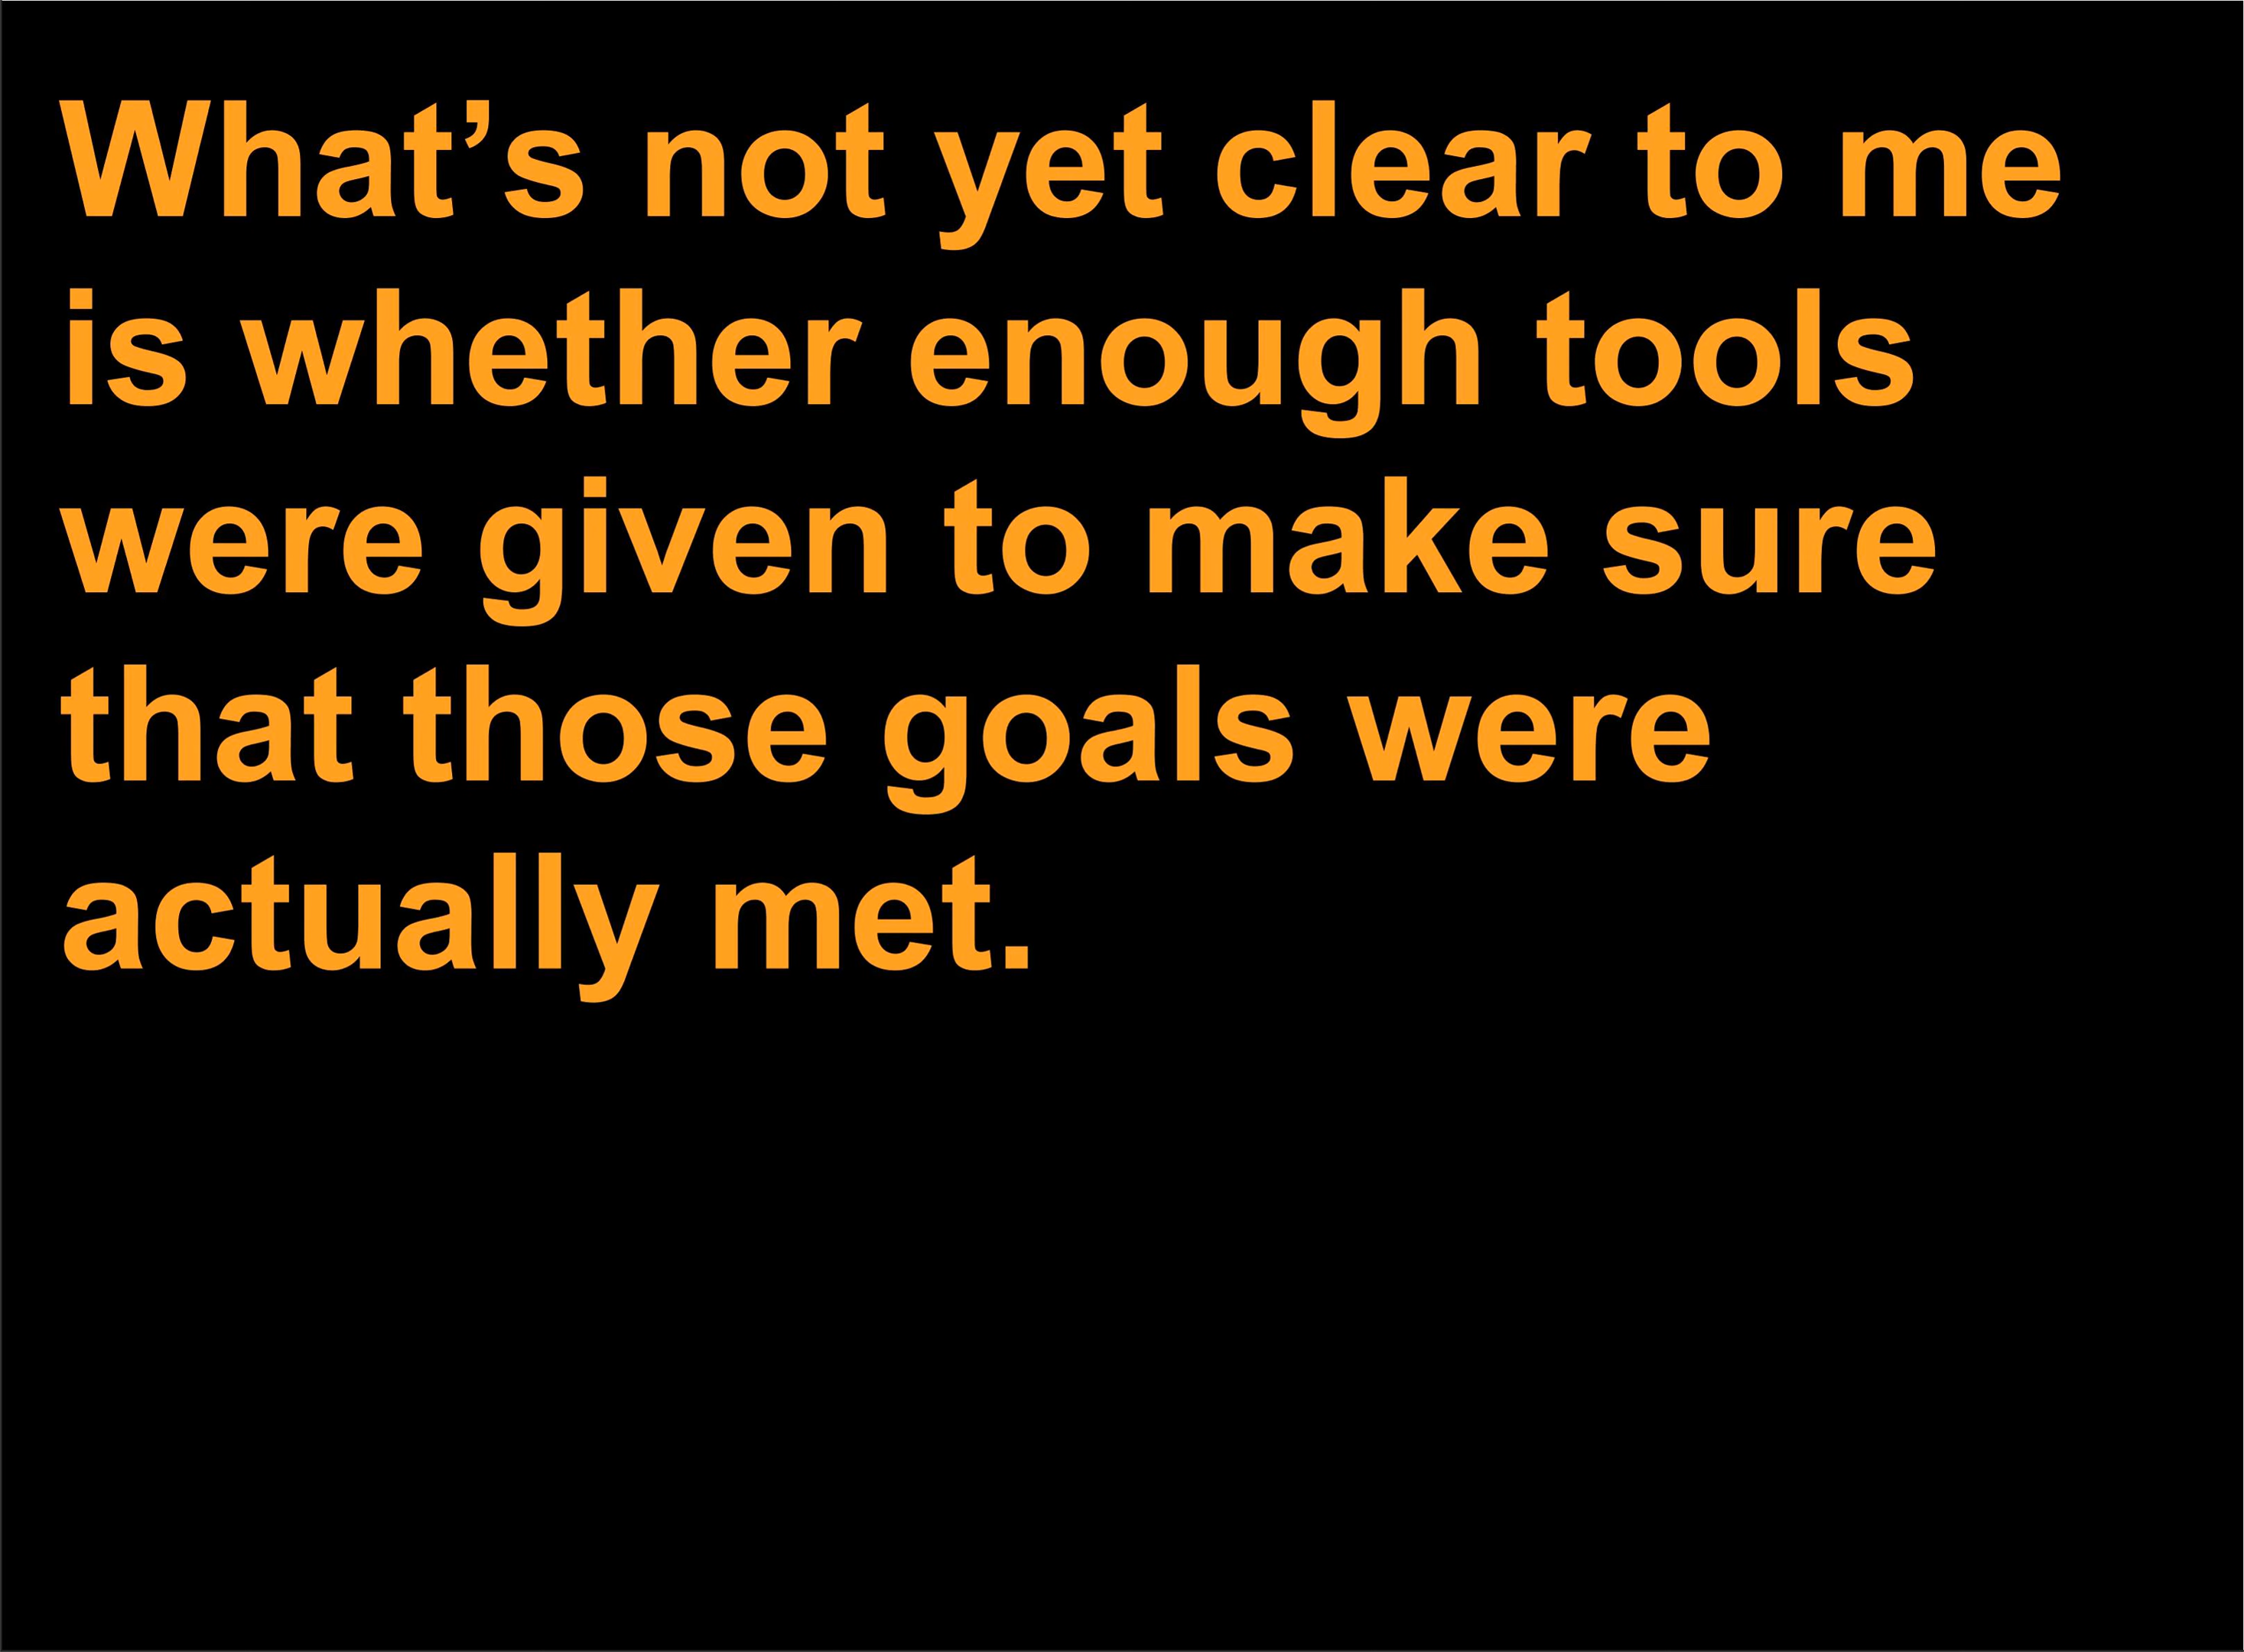 What’s not yet clear to me
is whether enough tools
were given to make sure
that those goals were
actually met.